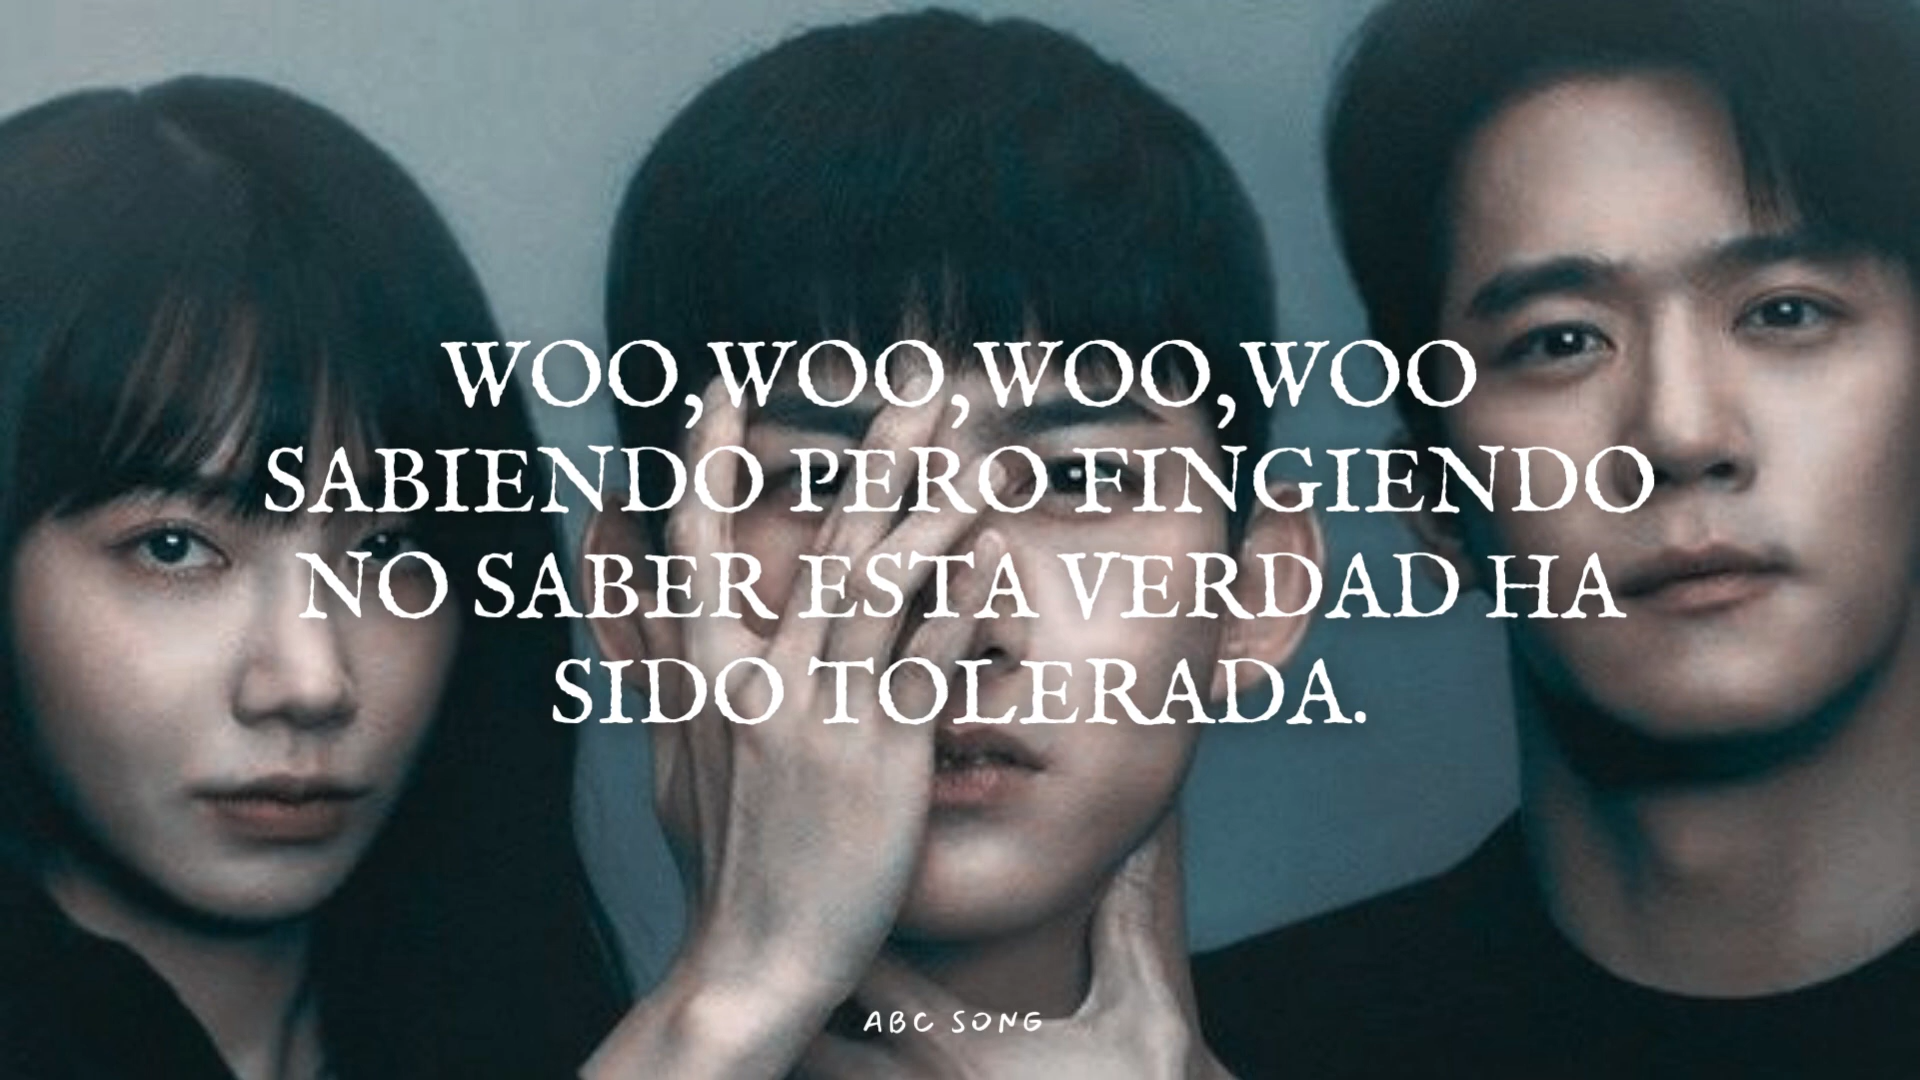 WOO,WOO,WOO,WOO
SABIENDO PERO FINGIENDO
NO SABER ESTA VERDAD HA
SIDO TOLERADA.
ABC SONG